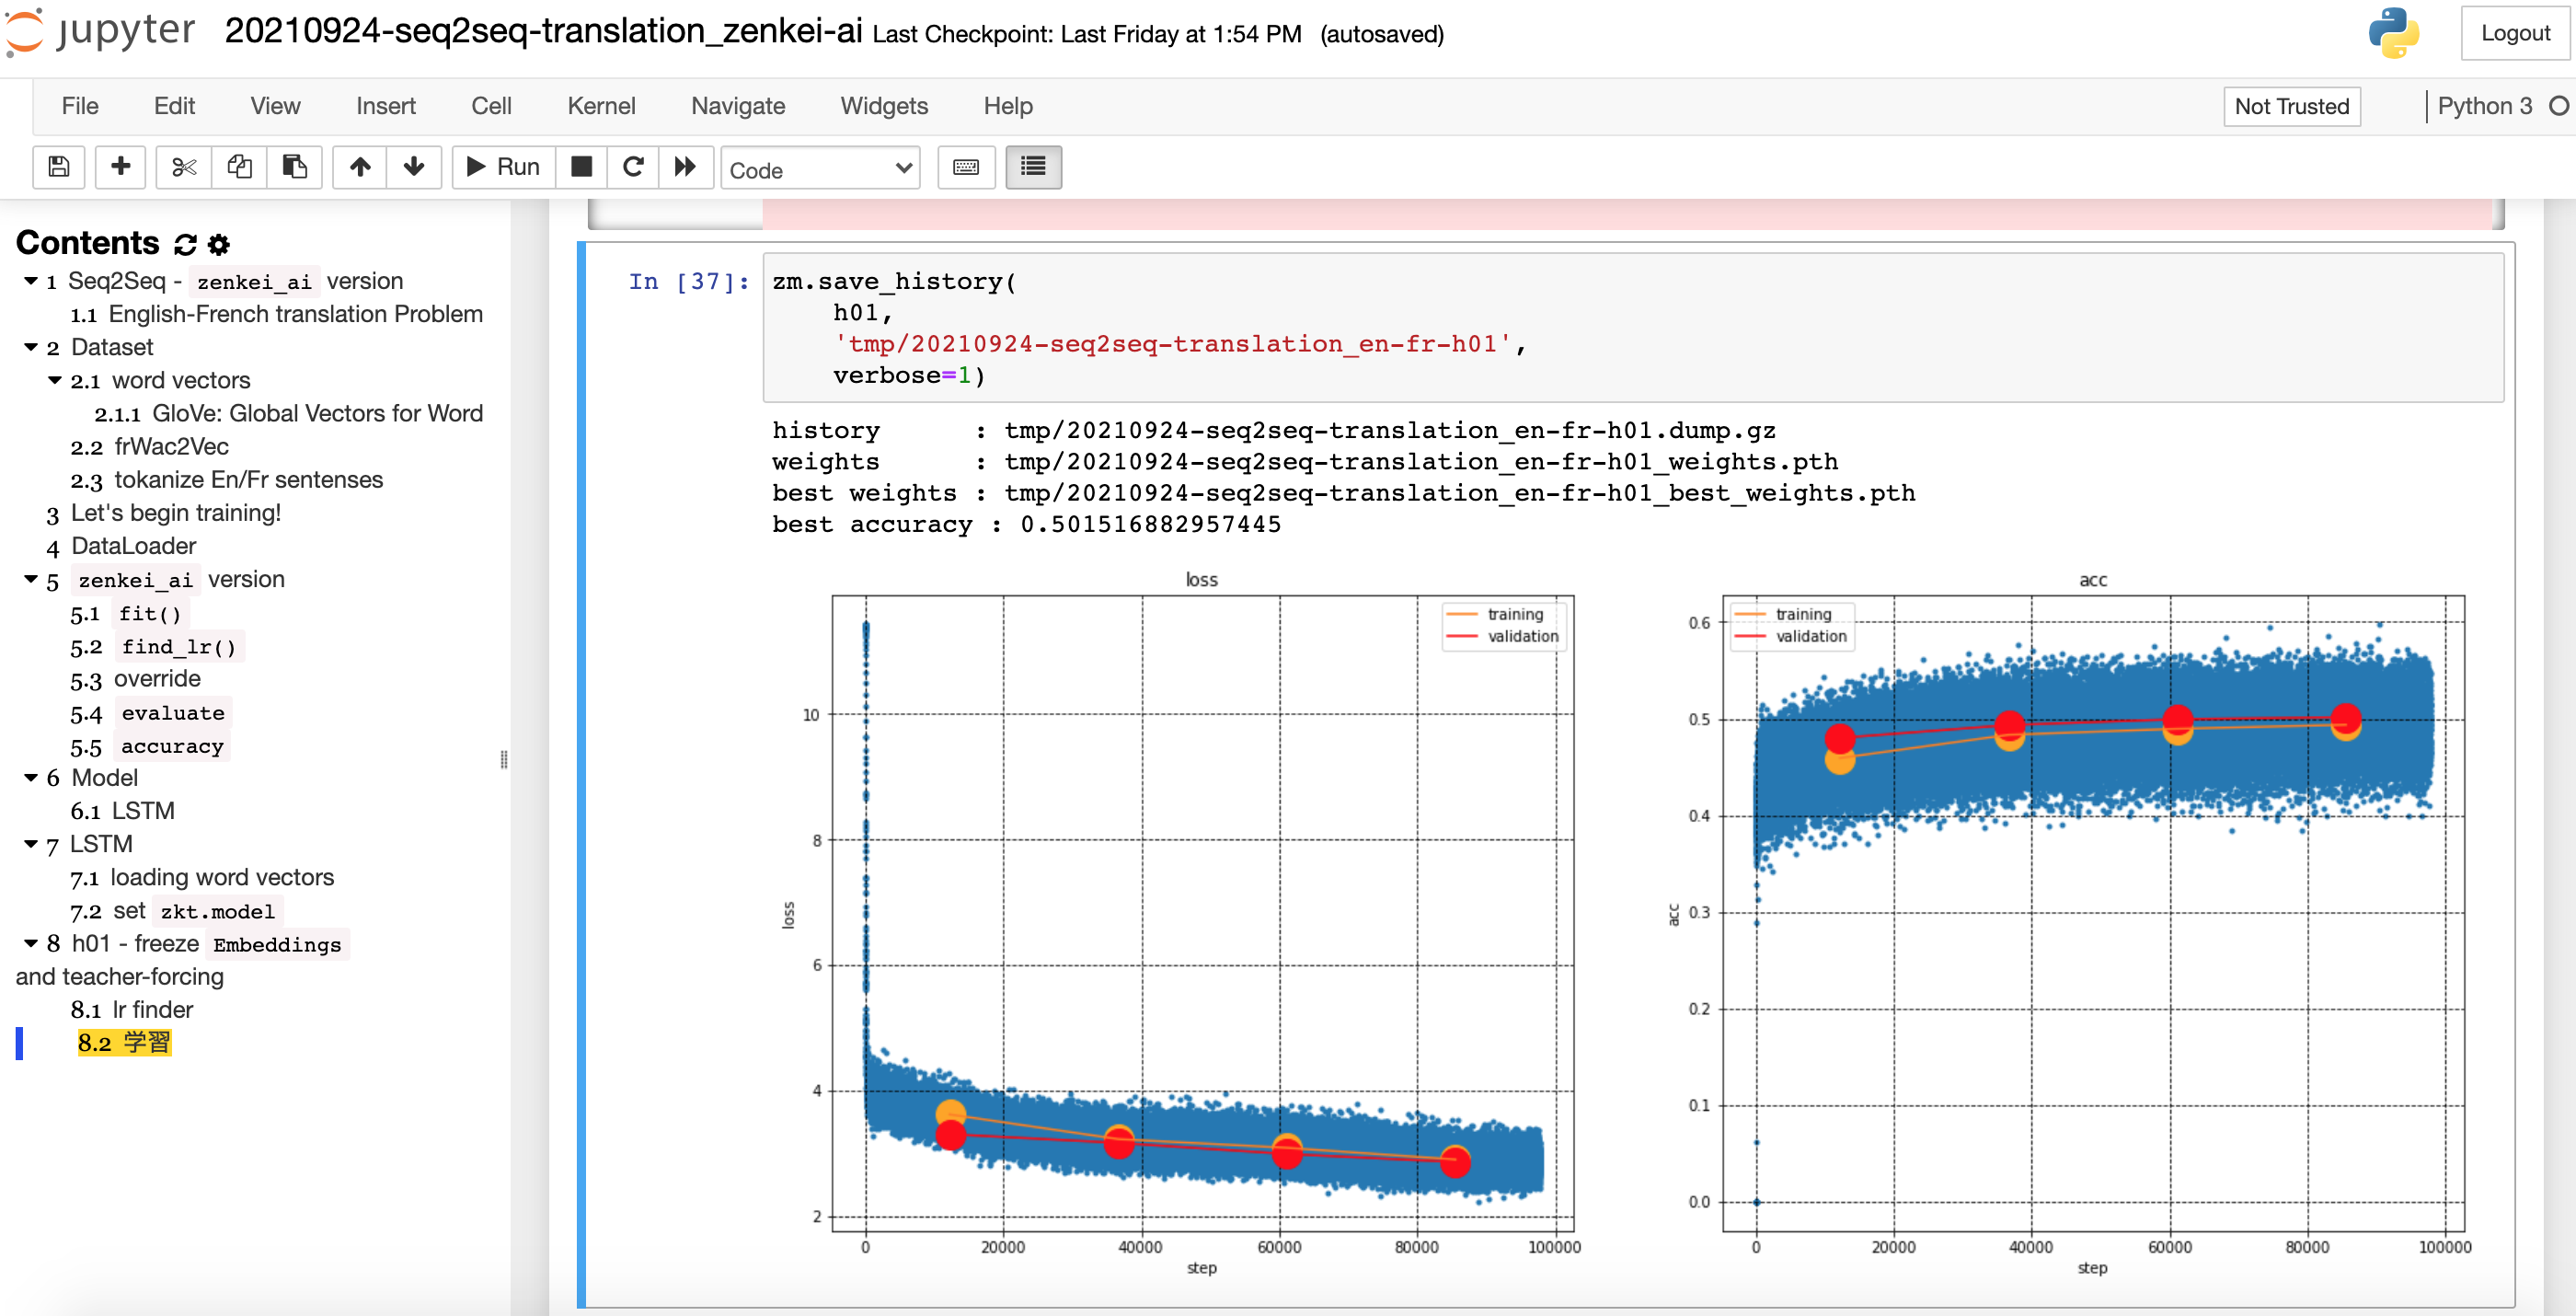 jupyter 20210924-seq2seq-translation_zenkei-ai Last Checkpoint: Last Friday at 1:54 PM (autosaved)
Logout
File Edit View Insert Cell Kernel Navigate Widgets Help
Not Trusted
Python 3
Run
Code
Contents
1 Seq2Seq - zenkei_ai version
1.1 English-French translation Problem
2 Dataset
2.1 word vectors
2.1.1 GloVe: Global Vectors for Word
2.2 frWac2Vec
2.3 tokanize En/Fr sentenses
3 Let's begin training!
4 DataLoader
5 zenkei_ai version
5.1 fit()
5.2 find_lr()
5.3 override
5.4 evaluate
5.5 accuracy
6 Model
6.1 LSTM
7 LSTM
7.1 loading word vectors
7.2 set zkt.model
8 h01 - freeze Embeddings
and teacher-forcing
8.1 lr finder
8.2 学習
In [37]:
zm.save_history(
h01,
'tmp/20210924-seq2seq-translation_en-fr-h01',
verbose=1)
history : tmp/20210924-seq2seq-translation_en-fr-h01.dump.gz
weights : tmp/20210924-seq2seq-translation_en-fr-h01_weights.pth
best weights : tmp/20210924-seq2seq-translation_en-fr-h01_best_weights.pth
best accuracy : 0.501516882957445
loss
training
validation
10
8
6
4
2
loss
0 20000 40000 60000 80000 100000
step
acc
training
validation
0.6
0.5
0.4
0.3
0.2
0.1
0.0
acc
0 20000 40000 60000 80000 100000
step